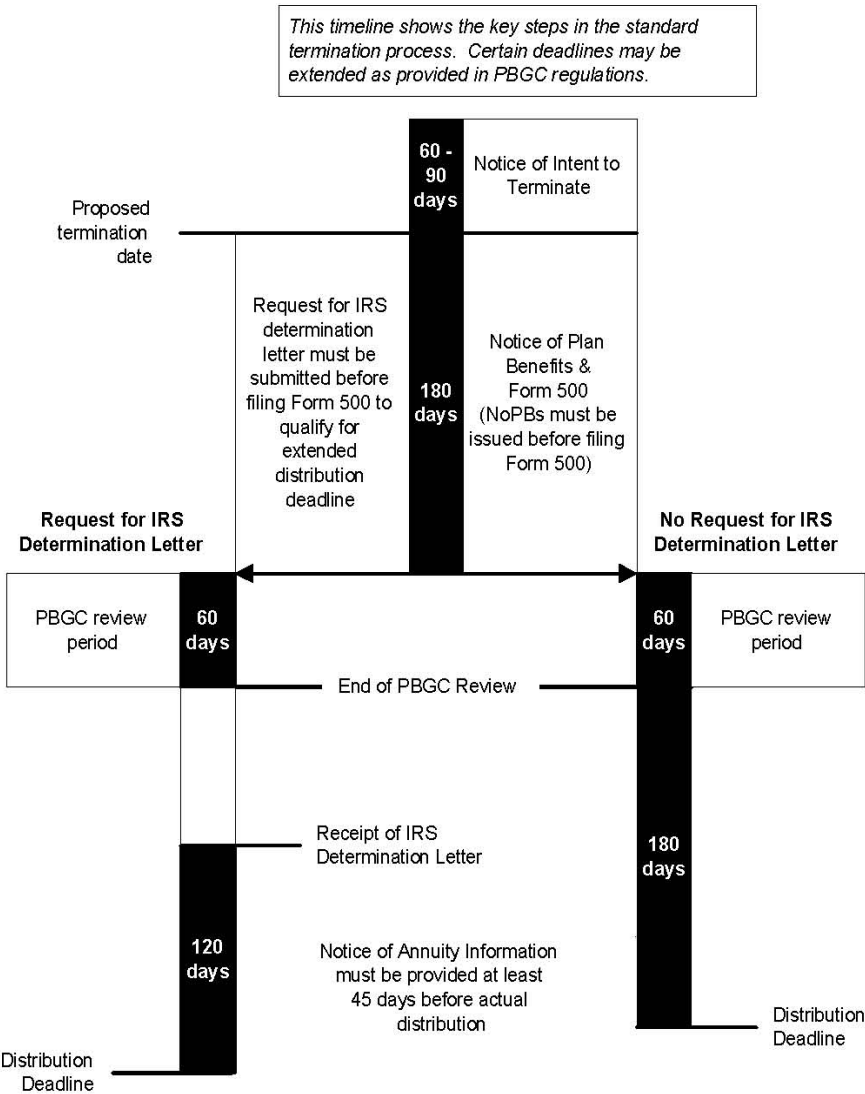 This timeline shows the key steps in the standard
termination process.  Certain deadlines may be
extended as provided in PBGC regulations.
60 -
90
days
Notice of Intent to
Terminate
Proposed
termination
date
Request for IRS
determination
letter must be
submitted before
filing Form 500 to
qualify for
extended
distribution
deadline
180
days
Notice of Plan
Benefits &
Form 500
(NoPBs must be
issued before filing
Form 500)
Request for IRS
Determination Letter
No Request for IRS
Determination Letter
PBGC review
period
60
days
60
days
PBGC review
period
End of PBGC Review
Receipt of IRS
Determination Letter
180
days
120
days
Notice of Annuity Information
must be provided at least
45 days before actual
distribution
Distribution
Deadline
Distribution
Deadline